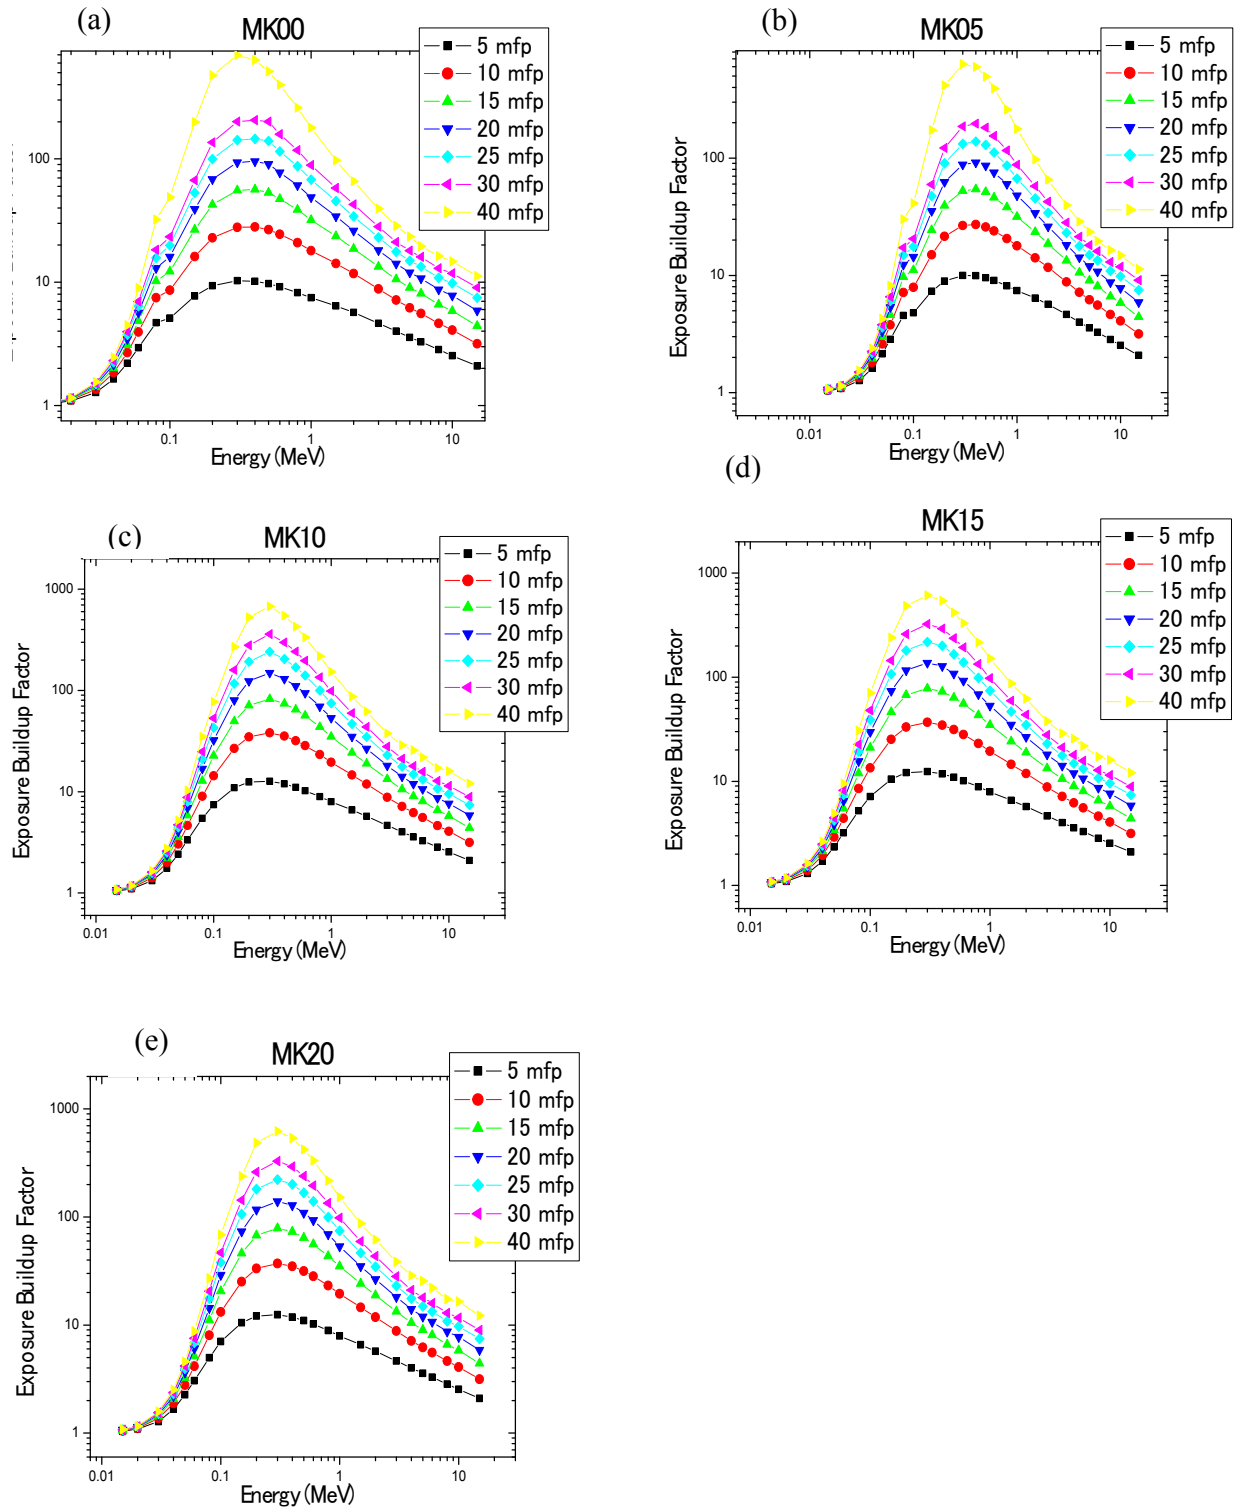 (a)
MK00
5 mfp
10 mfp
15 mfp
20 mfp
25 mfp
30 mfp
40 mfp
100
10
1
0.1
1
10
Energy (MeV)
(b)
MK05
5 mfp
10 mfp
15 mfp
20 mfp
25 mfp
30 mfp
40 mfp
Exposure Buildup Factor
100
10
1
0.01
0.1
1
10
Energy (MeV)
(c)
MK10
5 mfp
10 mfp
15 mfp
20 mfp
25 mfp
30 mfp
40 mfp
Exposure Buildup Factor
1000
100
10
1
0.01
0.1
1
10
Energy (MeV)
(d)
MK15
5 mfp
10 mfp
15 mfp
20 mfp
25 mfp
30 mfp
40 mfp
Exposure Buildup Factor
1000
100
10
1
0.01
0.1
1
10
Energy (MeV)
(e)
MK20
5 mfp
10 mfp
15 mfp
20 mfp
25 mfp
30 mfp
40 mfp
Exposure Buildup Factor
1000
100
10
1
0.01
0.1
1
10
Energy (MeV)